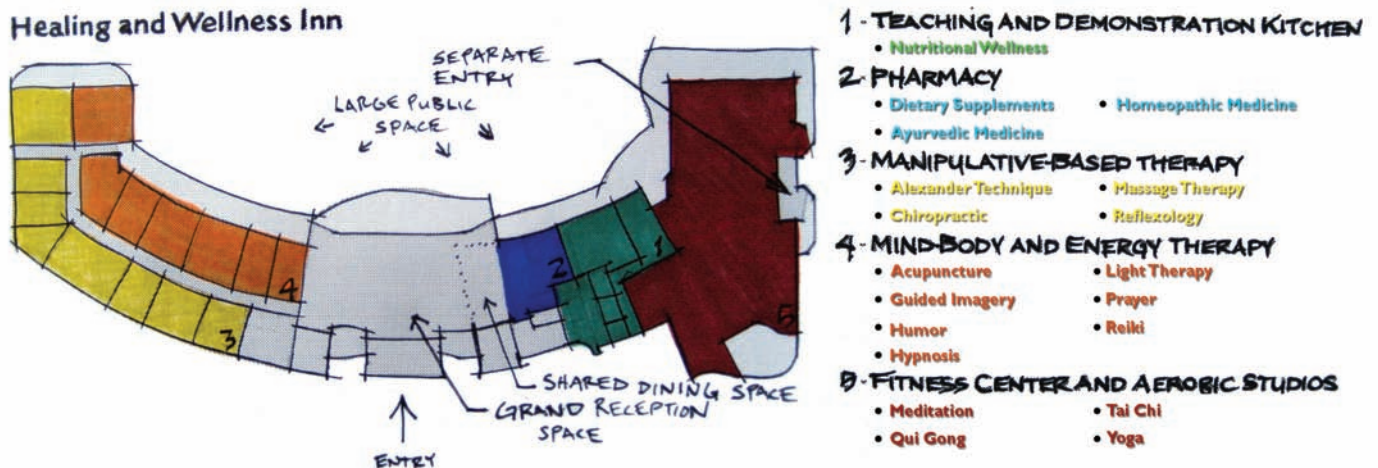 Healing and Wellness Inn
SEPARATE
ENTRY
LARGE PUBLIC
SPACE
1
2
3
4
5
SHARED DINING SPACE
GRAND RECEPTION
SPACE
ENTRY
1 - TEACHING AND DEMONSTRATION KITCHEN
• Nutritional Wellness
2 - PHARMACY
• Dietary Supplements • Homeopathic Medicine
• Ayurvedic Medicine
3 - MANIPULATIVE-BASED THERAPY
• Alexander Technique • Massage Therapy
• Chiropractic • Reflexology
4 - MIND-BODY AND ENERGY THERAPY
• Acupuncture • Light Therapy
• Guided Imagery • Prayer
• Humor • Reiki
• Hypnosis
5 - FITNESS CENTER AND AEROBIC STUDIOS
• Meditation • Tai Chi
• Qui Gong • Yoga